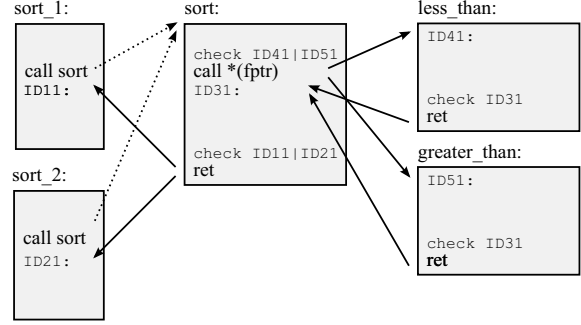 sort_1:
call sort
ID11:
sort_2:
call sort
ID21:
sort:
check ID41|ID51
call *(fptr)
ID31:
check ID11|ID21
ret
less_than:
ID41:
check ID31
ret
greater_than:
ID51:
check ID31
ret